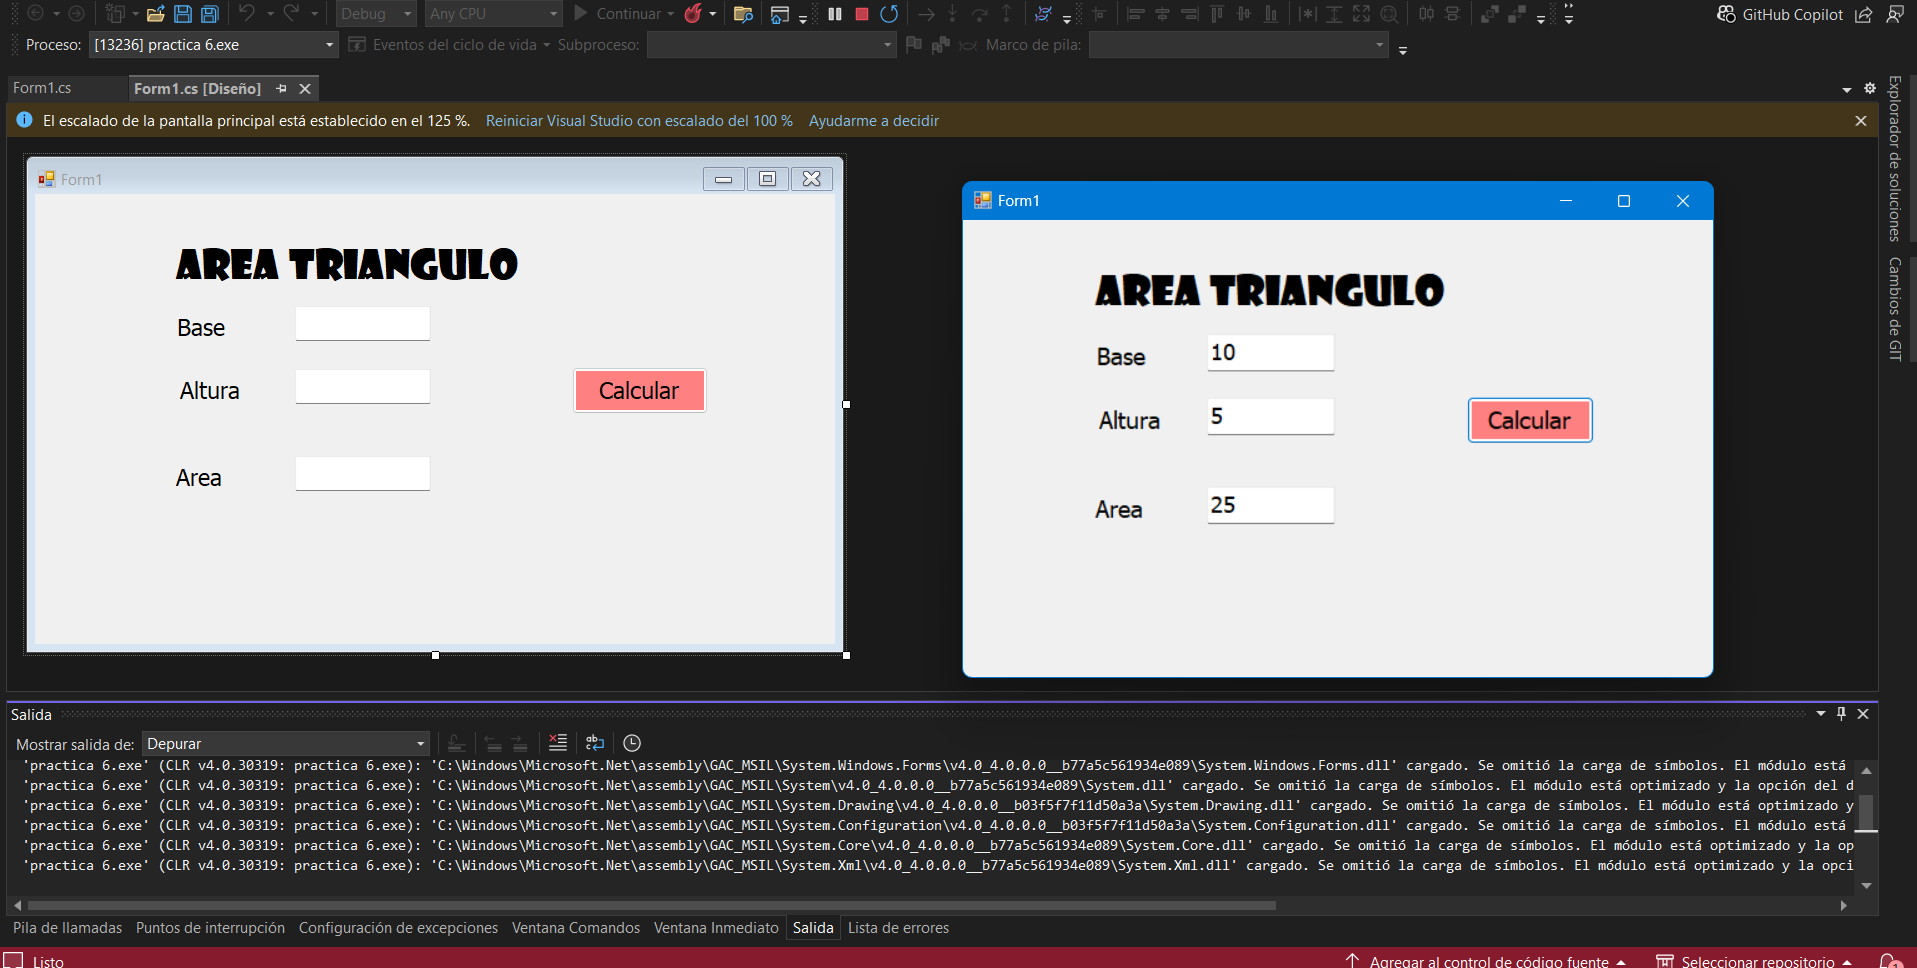 Debug Any CPU Continuar GitHub Copilot
Proceso: [13236] practica 6.exe Eventos del ciclo de vida Subproceso: Marco de pila:
Form1.cs Form1.cs [Diseño]
El escalado de la pantalla principal está establecido en el 125 %. Reiniciar Visual Studio con escalado del 100 % Ayudarme a decidir
Explorador de soluciones
Cambios de GIT
Form1
AREA TRIANGULO
Base
Altura
Calcular
Area
Form1
AREA TRIANGULO
Base 10
Altura 5
Calcular
Area 25
Salida
Mostrar salida de: Depurar
'practica 6.exe' (CLR v4.0.30319: practica 6.exe): 'C:\Windows\Microsoft.Net\assembly\GAC_MSIL\System.Windows.Forms\v4.0_4.0.0.0__b77a5c561934e089\System.Windows.Forms.dll' cargado. Se omitió la carga de símbolos. El módulo está
'practica 6.exe' (CLR v4.0.30319: practica 6.exe): 'C:\Windows\Microsoft.Net\assembly\GAC_MSIL\System\v4.0_4.0.0.0__b77a5c561934e089\System.dll' cargado. Se omitió la carga de símbolos. El módulo está optimizado y la opción del d
'practica 6.exe' (CLR v4.0.30319: practica 6.exe): 'C:\Windows\Microsoft.Net\assembly\GAC_MSIL\System.Drawing\v4.0_4.0.0.0__b03f5f7f11d50a3a\System.Drawing.dll' cargado. Se omitió la carga de símbolos. El módulo está optimizado y
'practica 6.exe' (CLR v4.0.30319: practica 6.exe): 'C:\Windows\Microsoft.Net\assembly\GAC_MSIL\System.Configuration\v4.0_4.0.0.0__b03f5f7f11d50a3a\System.Configuration.dll' cargado. Se omitió la carga de símbolos. El módulo está
'practica 6.exe' (CLR v4.0.30319: practica 6.exe): 'C:\Windows\Microsoft.Net\assembly\GAC_MSIL\System.Core\v4.0_4.0.0.0__b77a5c561934e089\System.Core.dll' cargado. Se omitió la carga de símbolos. El módulo está optimizado y la op
'practica 6.exe' (CLR v4.0.30319: practica 6.exe): 'C:\Windows\Microsoft.Net\assembly\GAC_MSIL\System.Xml\v4.0_4.0.0.0__b77a5c561934e089\System.Xml.dll' cargado. Se omitió la carga de símbolos. El módulo está optimizado y la opci
Pila de llamadas Puntos de interrupción Configuración de excepciones Ventana Comandos Ventana Inmediato Salida Lista de errores
Listo Agregar al control de código fuente Seleccionar repositorio